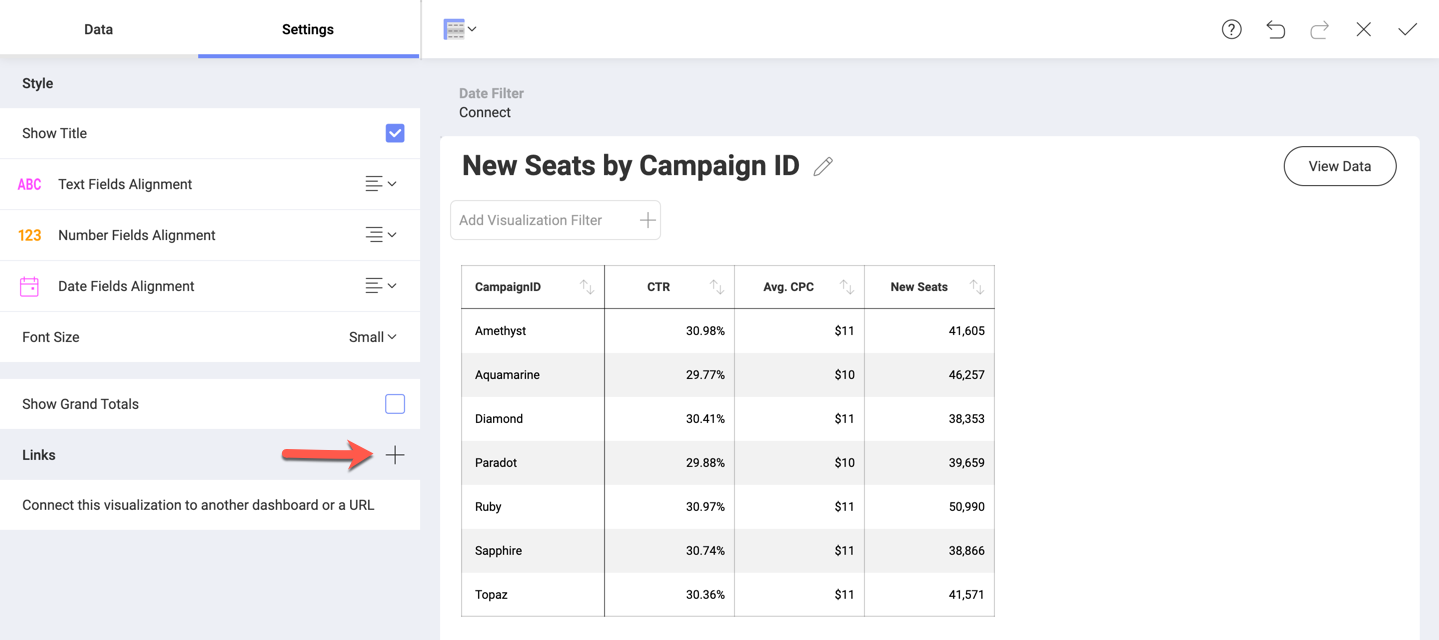 Data Settings
Style
Show Title
ABC Text Fields Alignment
123 Number Fields Alignment
Date Fields Alignment
Font Size Small
Show Grand Totals
Links
Connect this visualization to another dashboard or a URL
?
Date Filter
Connect
New Seats by Campaign ID
View Data
Add Visualization Filter
CampaignID CTR Avg. CPC New Seats
Amethyst 30.98% $11 41,605
Aquamarine 29.77% $10 46,257
Diamond 30.41% $11 38,353
Paradot 29.88% $10 39,659
Ruby 30.97% $11 50,990
Sapphire 30.74% $11 38,866
Topaz 30.36% $11 41,571